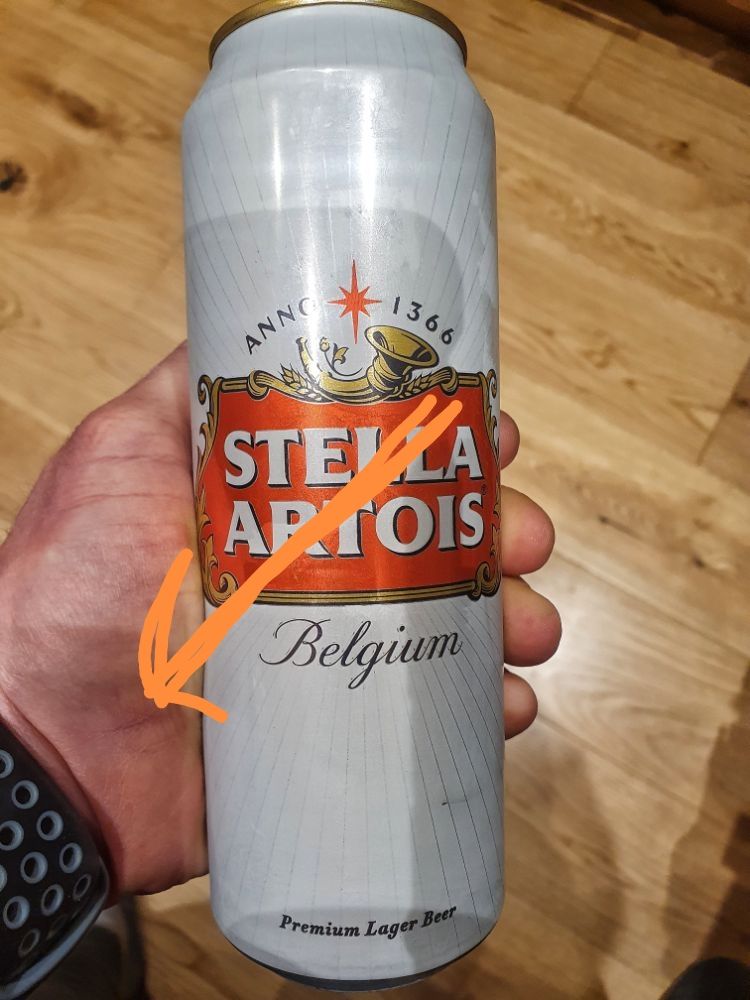 ANNO 1366
STELLA
ARTOIS
Belgium
Premium Lager Beer